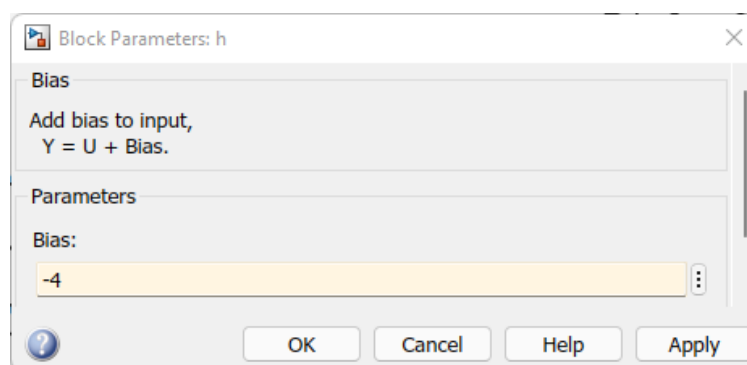 Block Parameters: h
Bias
Add bias to input,
Y = U + Bias.
Parameters
Bias:
-4
OK Cancel Help Apply